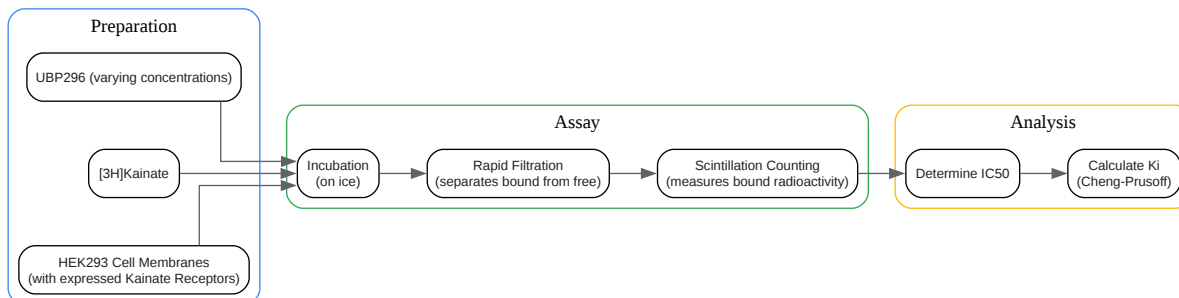 Preparation
UBP296 (varying concentrations)
[3H]Kainate
HEK293 Cell Membranes
(with expressed Kainate Receptors)
Assay
Incubation
(on ice)
Rapid Filtration
(separates bound from free)
Scintillation Counting
(measures bound radioactivity)
Analysis
Determine IC50
Calculate Ki
(Cheng-Prusoff)